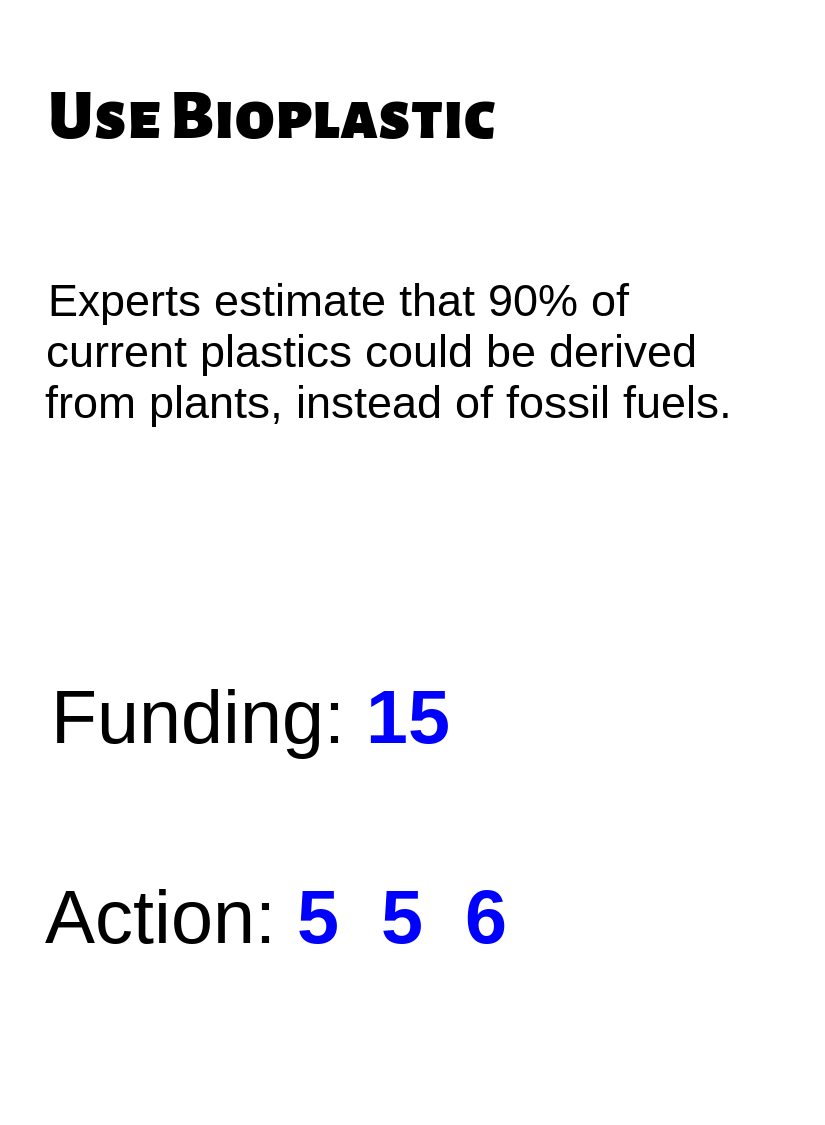 Use Bioplastic
Experts estimate that 90% of
current plastics could be derived
from plants, instead of fossil fuels.
Funding: 15
Action: 5 5 6